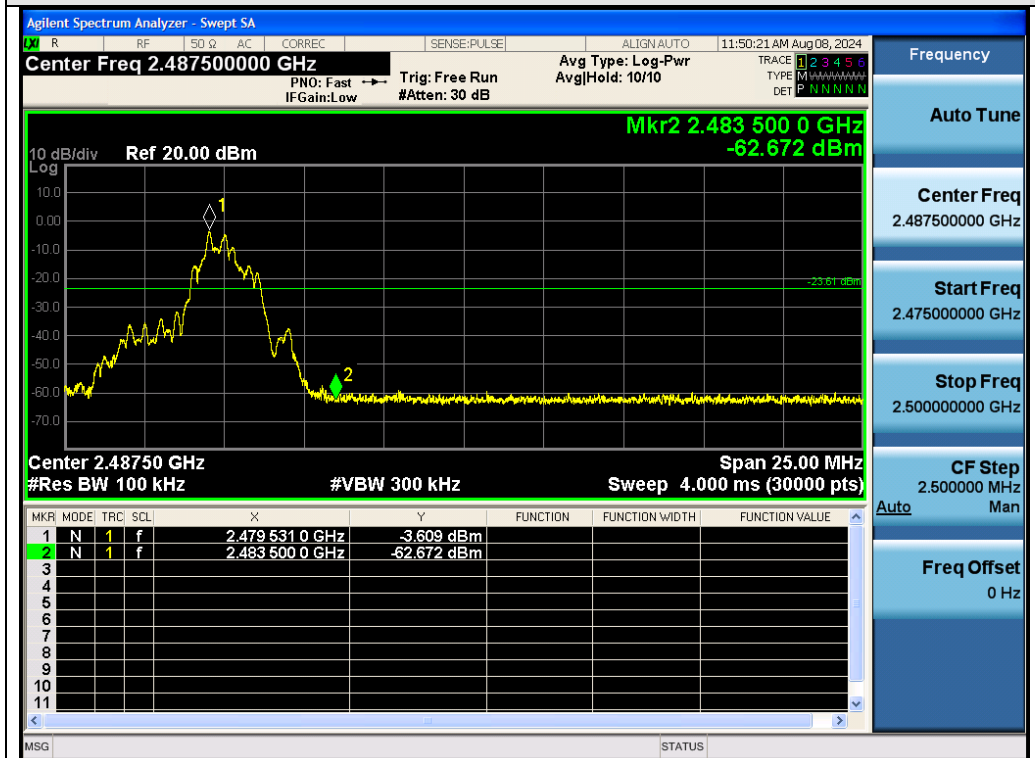 Agilent Spectrum Analyzer - Swept SA
LXI R RF 50 Ω AC CORREC SENSE:PULSE ALIGN AUTO 11:50:21 AM Aug 08, 2024
Center Freq 2.487500000 GHz
PNO: Fast
IFGain:Low
Trig: Free Run
#Atten: 30 dB
Avg Type: Log-Pwr
Avg|Hold: 10/10
TRACE 1 2 3 4 5 6
TYPE M WWWWW
DET P N N N N N
Mkr2 2.483 500 0 GHz
-62.672 dBm
10 dB/div Ref 20.00 dBm
Log
10.0
0.00
-10.0
-20.0
-30.0
-40.0
-50.0
-60.0
-70.0
1
-23.61 dBm
2
Center 2.48750 GHz Span 25.00 MHz
#Res BW 100 kHz #VBW 300 kHz Sweep 4.000 ms (30000 pts)
MKR MODE TRC SCL X Y FUNCTION FUNCTION WIDTH FUNCTION VALUE
1 N 1 f 2.479 531 0 GHz -3.609 dBm
2 N 1 f 2.483 500 0 GHz -62.672 dBm
3
4
5
6
7
8
9
10
11
MSG STATUS
Frequency
Auto Tune
Center Freq
2.487500000 GHz
Start Freq
2.475000000 GHz
Stop Freq
2.500000000 GHz
CF Step
2.500000 MHz
Auto Man
Freq Offset
0 Hz